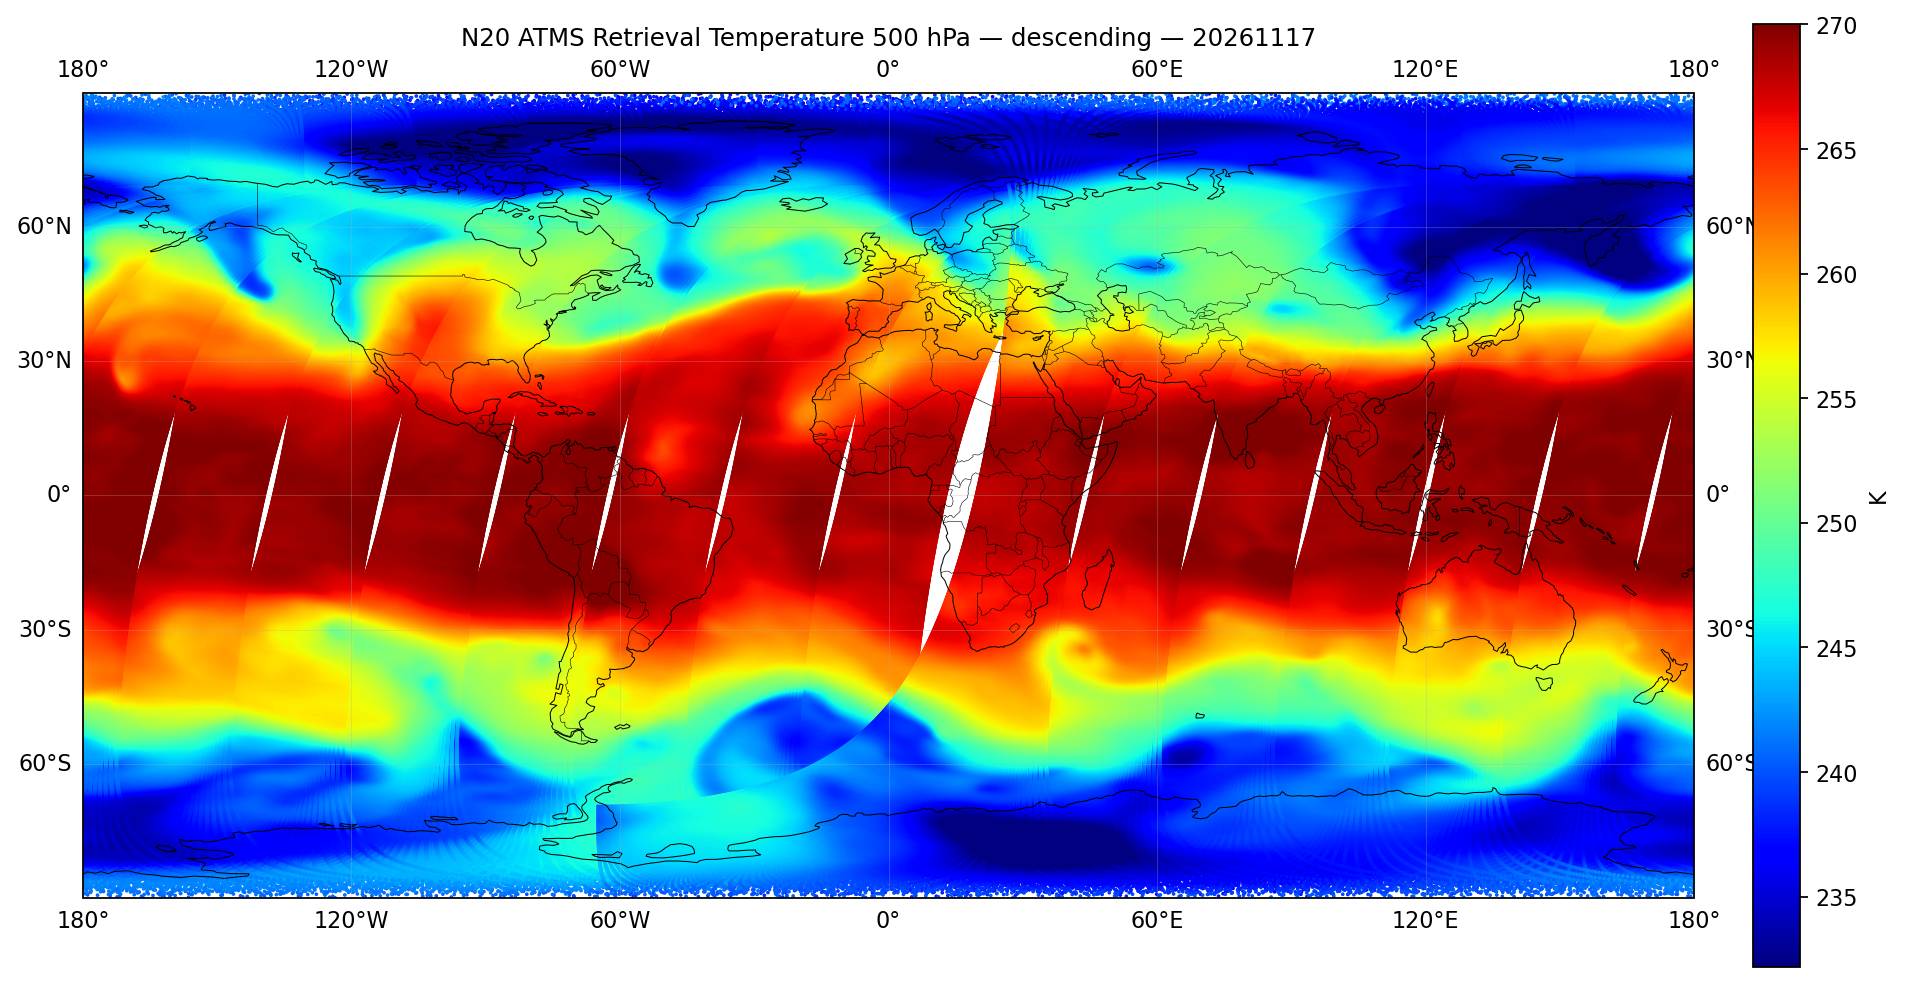 N20 ATMS Retrieval Temperature 500 hPa — descending — 20261117
180° 120°W 60°W 0° 60°E 120°E 180°
60°N 60°N
30°N 30°N
0° 0°
30°S 30°S
60°S 60°S
180° 120°W 60°W 0° 60°E 120°E 180°
270
265
260
255
250
245
240
235
K